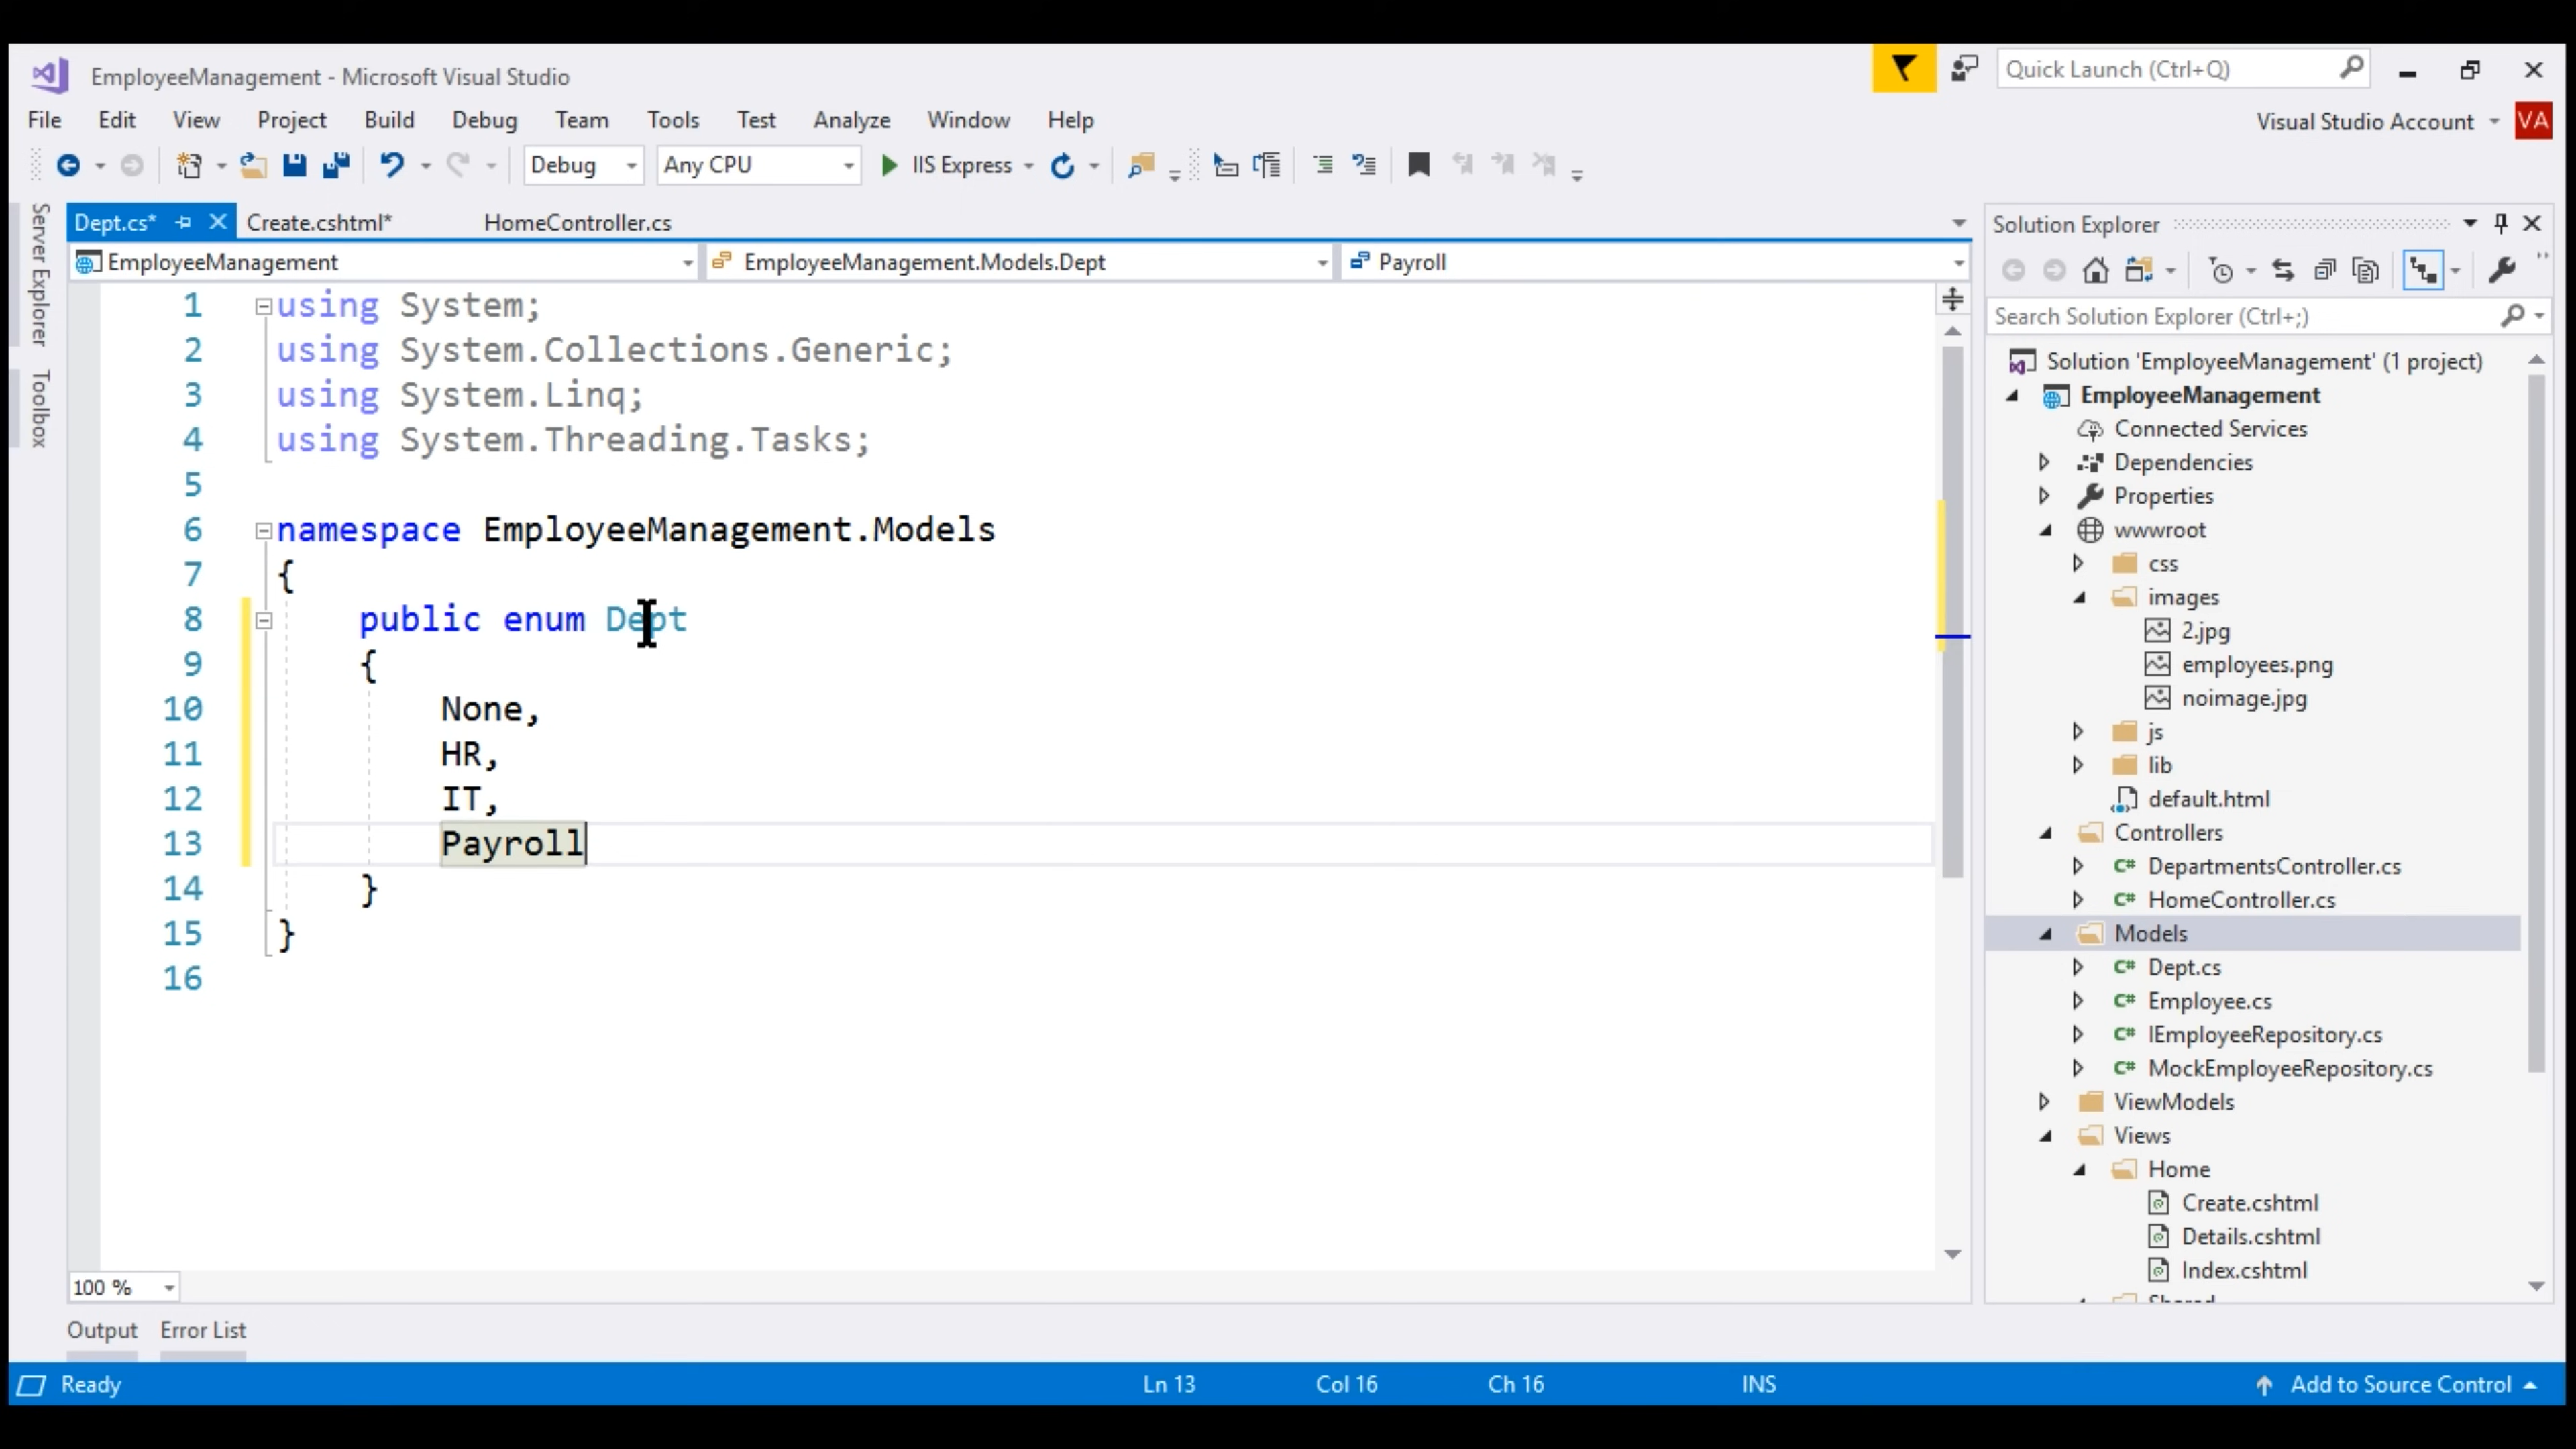 EmployeeManagement - Microsoft Visual Studio
Quick Launch (Ctrl+Q)
File Edit View Project Build Debug Team Tools Test Analyze Window Help
Visual Studio Account VA
Debug Any CPU IIS Express
Server Explorer
Toolbox
Dept.cs* Create.cshtml* HomeController.cs
EmployeeManagement EmployeeManagement.Models.Dept Payroll
1 using System;
2 using System.Collections.Generic;
3 using System.Linq;
4 using System.Threading.Tasks;
5
6 namespace EmployeeManagement.Models
7 {
8 public enum Dept
9 {
10 None,
11 HR,
12 IT,
13 Payroll
14 }
15 }
16
100 %
Solution Explorer
Search Solution Explorer (Ctrl+;)
Solution 'EmployeeManagement' (1 project)
EmployeeManagement
Connected Services
Dependencies
Properties
wwwroot
css
images
2.jpg
employees.png
noimage.jpg
js
lib
default.html
Controllers
C# DepartmentsController.cs
C# HomeController.cs
Models
C# Dept.cs
C# Employee.cs
C# IEmployeeRepository.cs
C# MockEmployeeRepository.cs
ViewModels
Views
Home
Create.cshtml
Details.cshtml
Index.cshtml
Shared
Output Error List
Ready Ln 13 Col 16 Ch 16 INS Add to Source Control